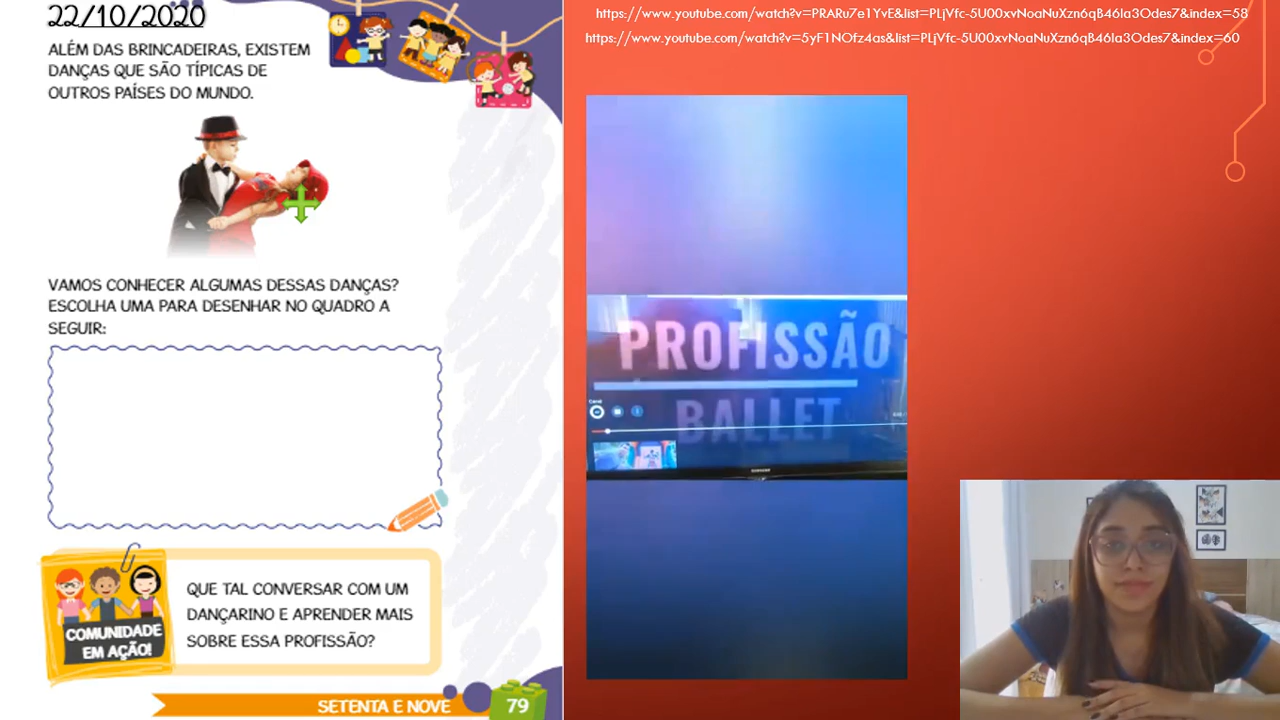 22/10/2020
ALÉM DAS BRINCADEIRAS, EXISTEM
DANÇAS QUE SÃO TÍPICAS DE
OUTROS PAÍSES DO MUNDO.
VAMOS CONHECER ALGUMAS DESSAS DANÇAS?
ESCOLHA UMA PARA DESENHAR NO QUADRO A
SEGUIR:
COMUNIDADE
EM AÇÃO!
QUE TAL CONVERSAR COM UM
DANÇARINO E APRENDER MAIS
SOBRE ESSA PROFISSÃO?
SETENTA E NOVE
79
https://www.youtube.com/watch?v=PRARu7e1YvE&list=PLjVfc-5U00xvNoaNuXzn6qB46la3Odes7&index=58
https://www.youtube.com/watch?v=5yF1NOfz4as&list=PLjVfc-5U00xvNoaNuXzn6qB46la3Odes7&index=60
PROFISSÃO
BALLET
SAMSUNG